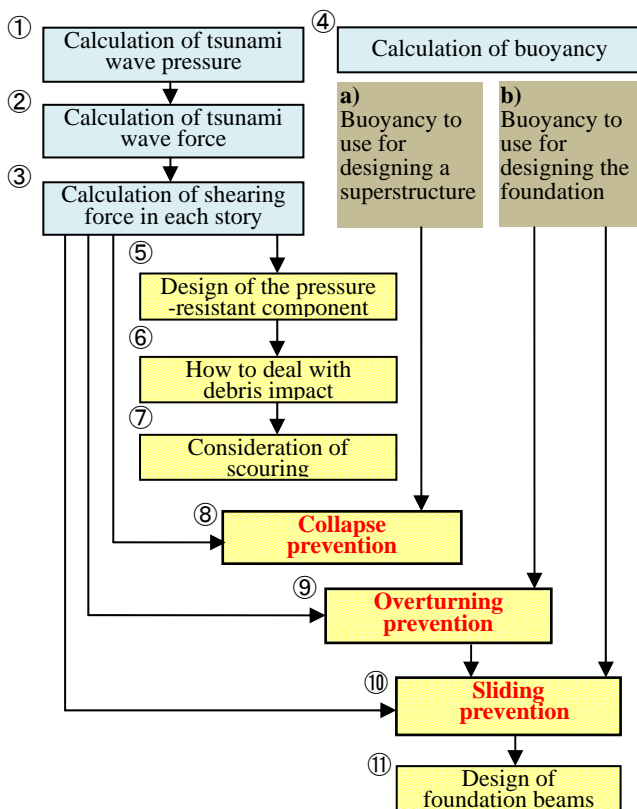 ①
Calculation of tsunami
wave pressure
②
Calculation of tsunami
wave force
③
Calculation of shearing
force in each story
④
Calculation of buoyancy
a)
Buoyancy to
use for
designing a
superstructure
b)
Buoyancy to
use for
designing the
foundation
⑤
Design of the pressure
-resistant component
⑥
How to deal with
debris impact
⑦
Consideration of
scouring
⑧
Collapse
prevention
⑨
Overturning
prevention
⑩
Sliding
prevention
⑪
Design of
foundation beams